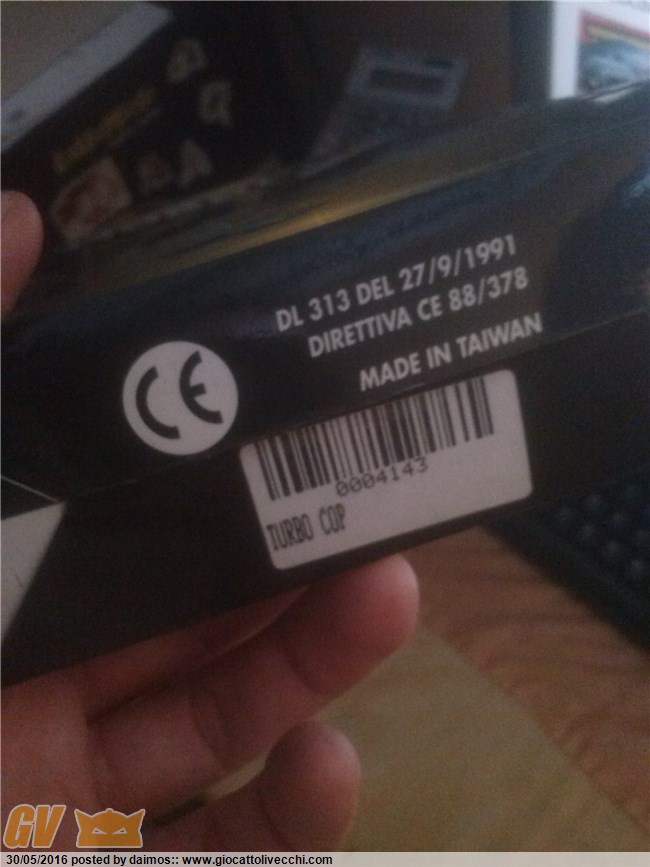 DL 313 DEL 27/9/1991
DIRETTIVA CE 88/378
MADE IN TAIWAN
CE
0004143
TURBO COP
GV
30/05/2016 posted by daimos:: www.giocattolivecchi.com